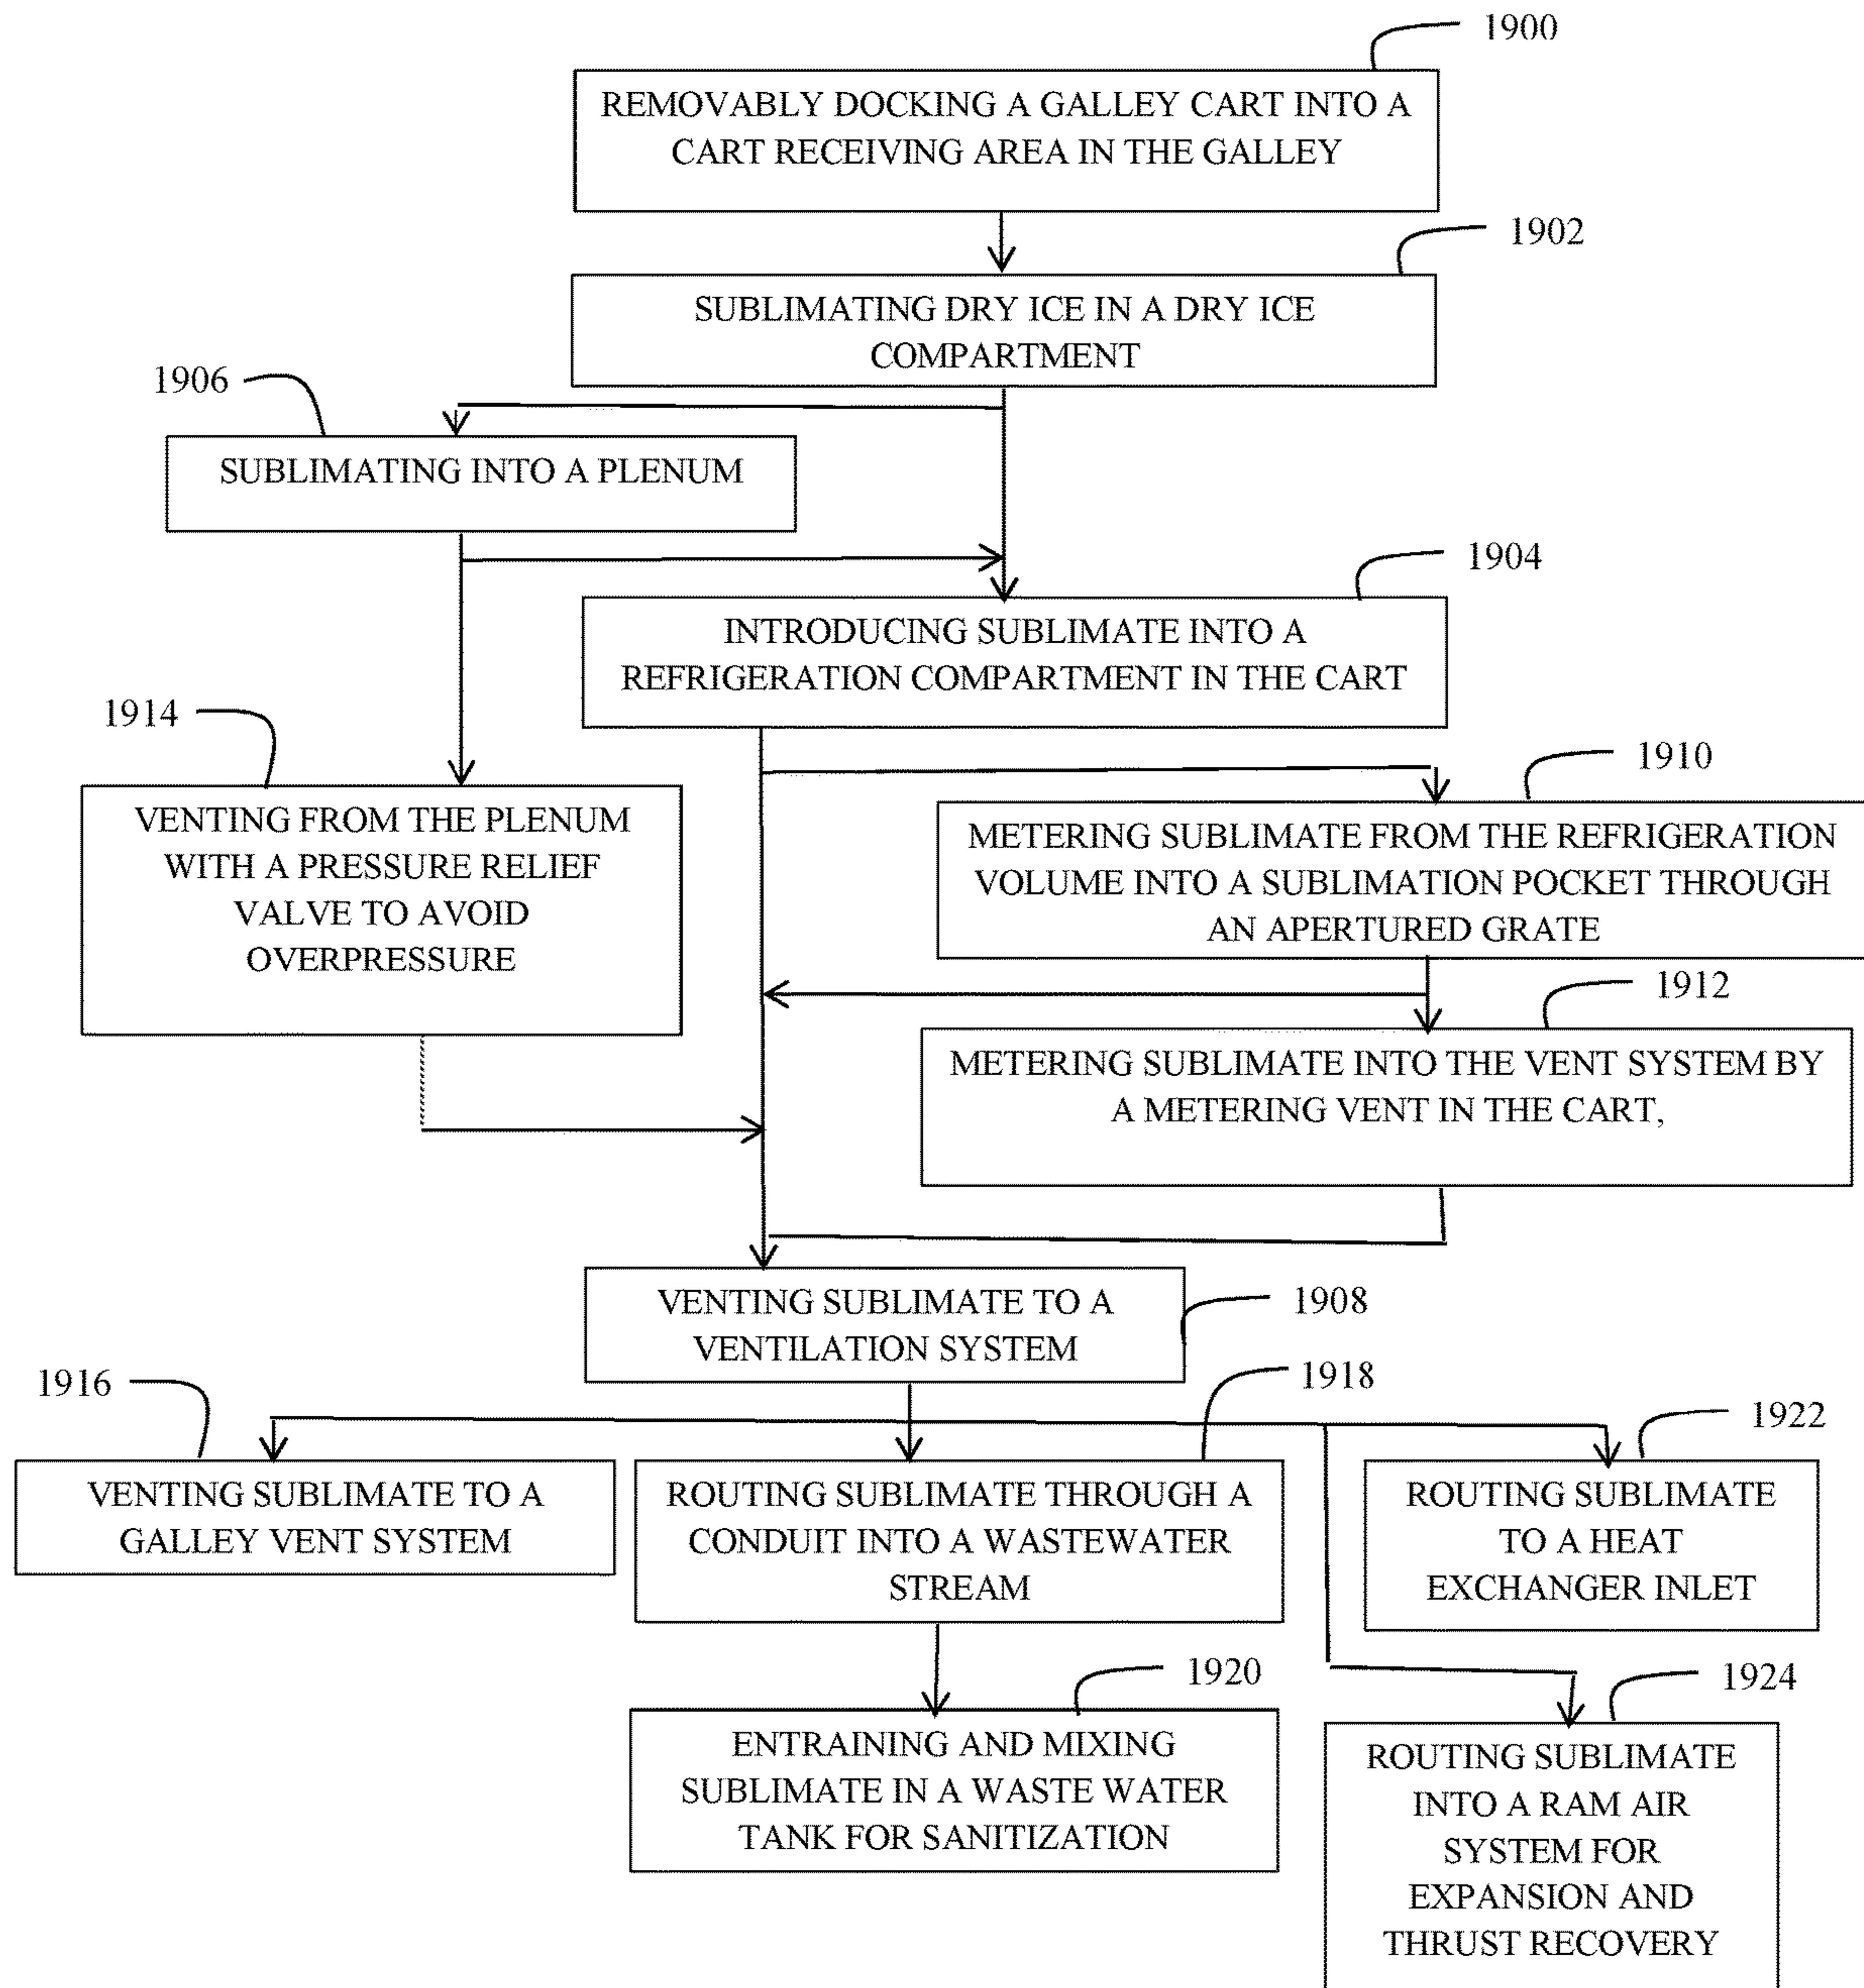 1900
REMOVABLY DOCKING A GALLEY CART INTO A
CART RECEIVING AREA IN THE GALLEY
1902
SUBLIMATING DRY ICE IN A DRY ICE
COMPARTMENT
1906
SUBLIMATING INTO A PLENUM
1904
INTRODUCING SUBLIMATE INTO A
REFRIGERATION COMPARTMENT IN THE CART
1914
VENTING FROM THE PLENUM
WITH A PRESSURE RELIEF
VALVE TO AVOID
OVERPRESSURE
1910
METERING SUBLIMATE FROM THE REFRIGERATION
VOLUME INTO A SUBLIMATION POCKET THROUGH
AN APERTURED GRATE
1912
METERING SUBLIMATE INTO THE VENT SYSTEM BY
A METERING VENT IN THE CART,
1908
VENTING SUBLIMATE TO A
VENTILATION SYSTEM
1916
VENTING SUBLIMATE TO A
GALLEY VENT SYSTEM
1918
ROUTING SUBLIMATE THROUGH A
CONDUIT INTO A WASTEWATER
STREAM
1922
ROUTING SUBLIMATE
TO A HEAT
EXCHANGER INLET
1920
ENTRAINING AND MIXING
SUBLIMATE IN A WASTE WATER
TANK FOR SANITIZATION
1924
ROUTING SUBLIMATE
INTO A RAM AIR
SYSTEM FOR
EXPANSION AND
THRUST RECOVERY